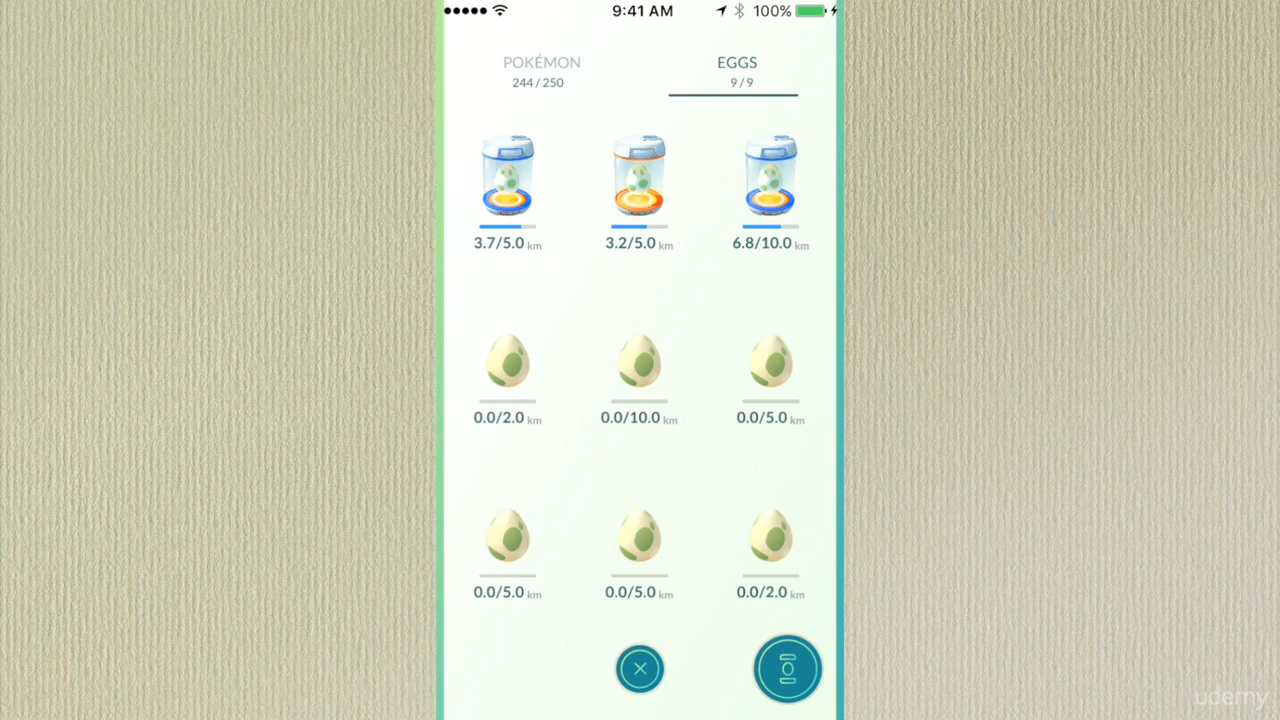 9:41 AM 100%
POKÉMON EGGS
244 / 250 9 / 9
3.7/5.0 km 3.2/5.0 km 6.8/10.0 km
0.0/2.0 km 0.0/10.0 km 0.0/5.0 km
0.0/5.0 km 0.0/5.0 km 0.0/2.0 km
udemy